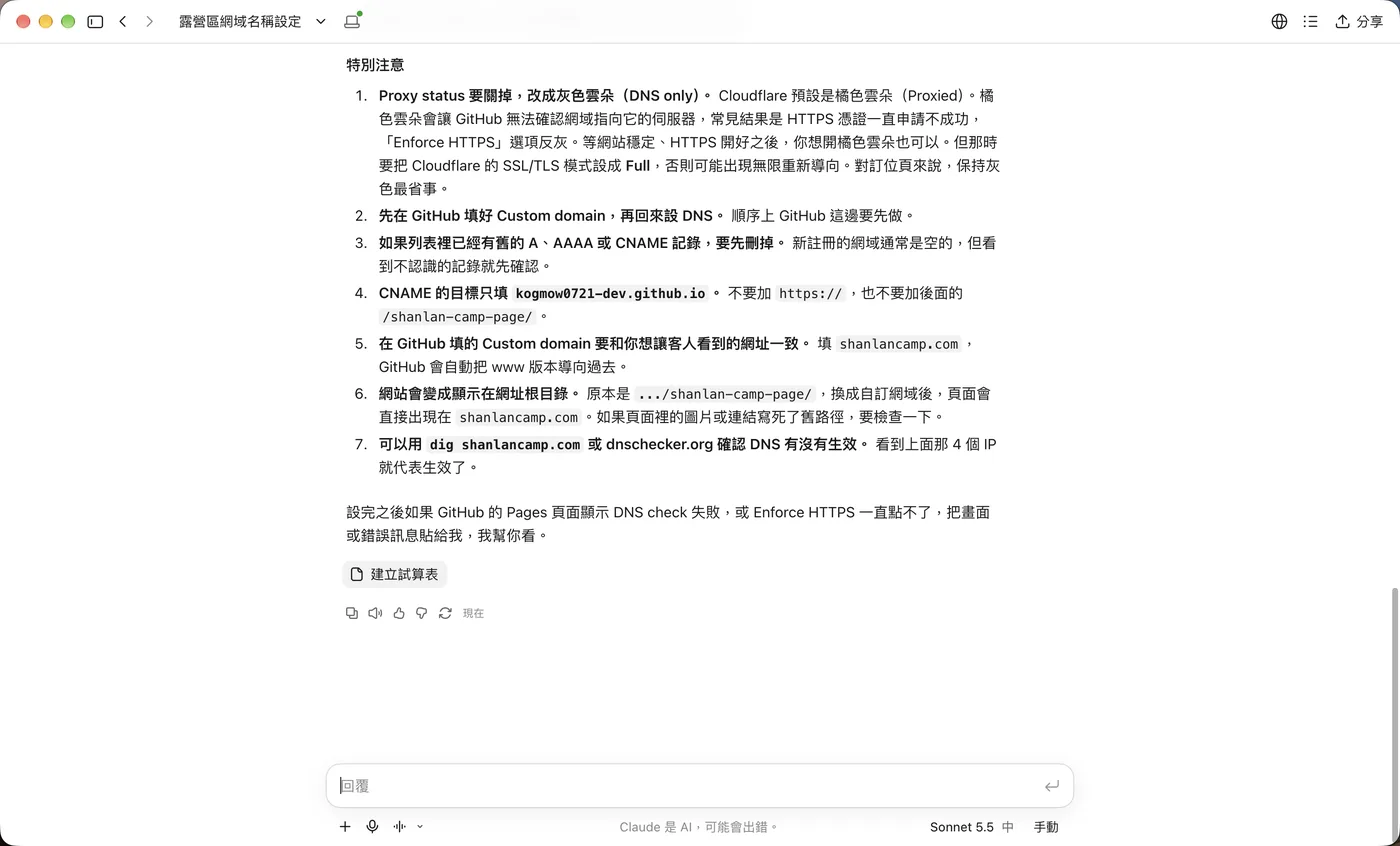 露營區網域名稱設定
分享
特別注意
1. Proxy status 要關掉，改成灰色雲朵（DNS only）。 Cloudflare 預設是橘色雲朵（Proxied）。橘
色雲朵會讓 GitHub 無法確認網域指向它的伺服器，常見結果是 HTTPS 憑證一直申請不成功，
「Enforce HTTPS」選項反灰。等網站穩定、HTTPS 開好之後，你想開橘色雲朵也可以。但那時
要把 Cloudflare 的 SSL/TLS 模式設成 Full，否則可能出現無限重新導向。對訂位頁來說，保持灰
色最省事。
2. 先在 GitHub 填好 Custom domain，再回來設 DNS。 順序上 GitHub 這邊要先做。
3. 如果列表裡已經有舊的 A、AAAA 或 CNAME 記錄，要先刪掉。 新註冊的網域通常是空的，但看
到不認識的記錄就先確認。
4. CNAME 的目標只填 kogmow0721-dev.github.io 。 不要加 https:// ，也不要加後面的
/shanlan-camp-page/ 。
5. 在 GitHub 填的 Custom domain 要和你想讓客人看到的網址一致。 填 shanlancamp.com ，
GitHub 會自動把 www 版本導向過去。
6. 網站會變成顯示在網址根目錄。 原本是 .../shanlan-camp-page/ ，換成自訂網域後，頁面會
直接出現在 shanlancamp.com 。如果頁面裡的圖片或連結寫死了舊路徑，要檢查一下。
7. 可以用 dig shanlancamp.com 或 dnschecker.org 確認 DNS 有沒有生效。 看到上面那 4 個 IP
就代表生效了。
設完之後如果 GitHub 的 Pages 頁面顯示 DNS check 失敗，或 Enforce HTTPS 一直點不了，把畫面
或錯誤訊息貼給我，我幫你看。
建立試算表
現在
回覆
Claude 是 AI，可能會出錯。
Sonnet 5.5 中 手動